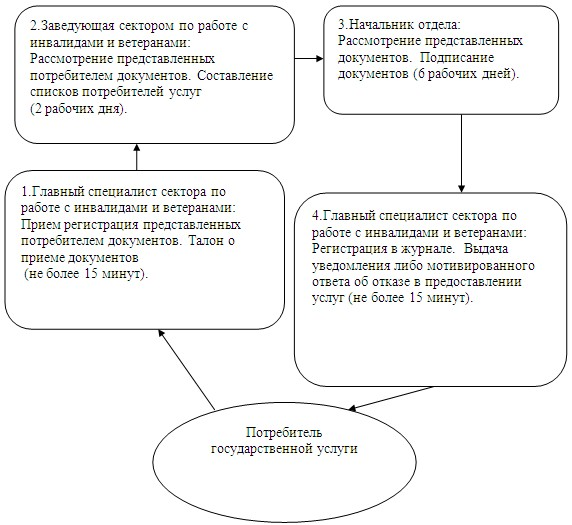 2.Заведующая сектором по работе с
инвалидами и ветеранами:
Рассмотрение представленных
потребителем документов. Составление
списков потребителей услуг
(2 рабочих дня).
3.Начальник отдела:
Рассмотрение представленных
документов. Подписание
документов (6 рабочих дней).
1.Главный специалист сектора по
работе с инвалидами и ветеранами:
Прием регистрация представленных
потребителем документов. Талон о
приеме документов
(не более 15 минут).
4.Главный специалист сектора по
работе с инвалидами и ветеранами:
Регистрация в журнале. Выдача
уведомления либо мотивированного
ответа об отказе в предоставлении
услуг (не более 15 минут).
Потребитель
государственной услуги